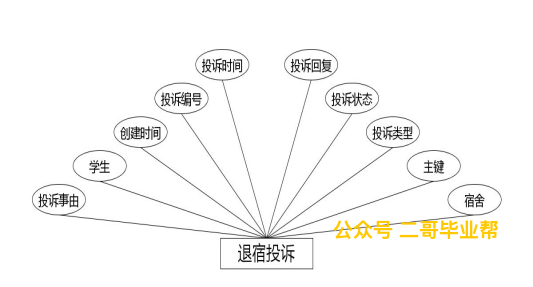 投诉时间
投诉回复
投诉编号
投诉状态
创建时间
投诉类型
学生
主键
投诉事由
宿舍
公众号 二哥毕业帮
退宿投诉